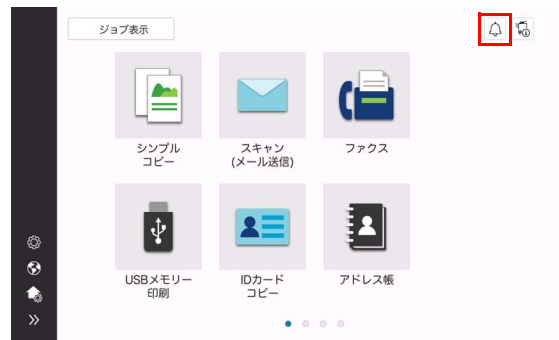 ジョブ表示
シンプル
コピー
スキャン
(メール送信)
ファクス
USBメモリー
印刷
IDカード
コピー
アドレス帳